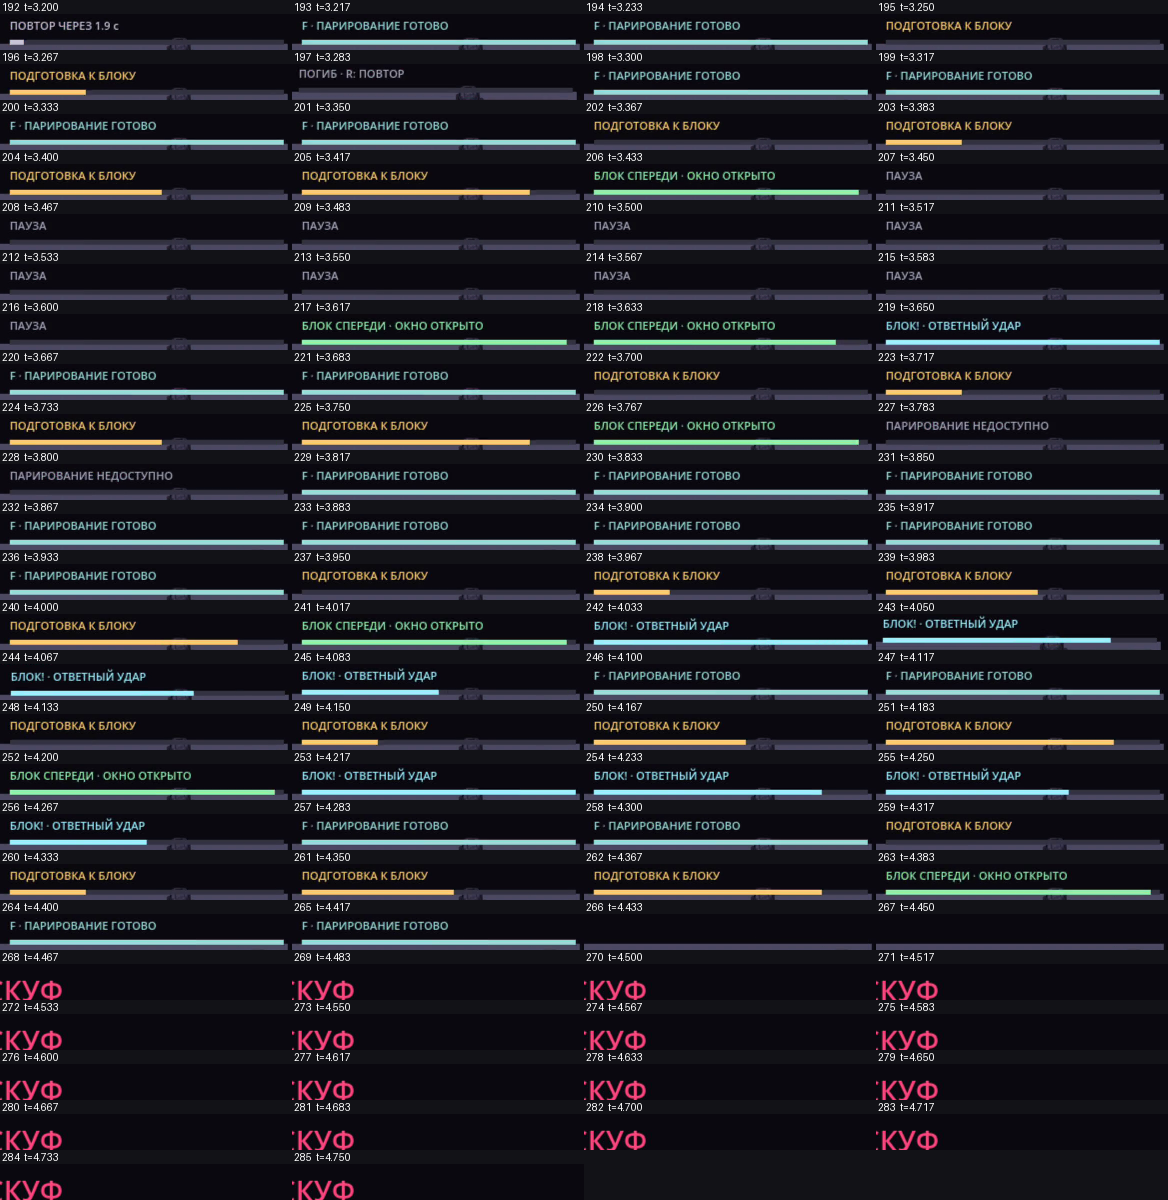 192 t=3.200 193 t=3.217 194 t=3.233 195 t=3.250
ПОВТОР ЧЕРЕЗ 1.9 с F · ПАРИРОВАНИЕ ГОТОВО F · ПАРИРОВАНИЕ ГОТОВО ПОДГОТОВКА К БЛОКУ
196 t=3.267 197 t=3.283 198 t=3.300 199 t=3.317
ПОДГОТОВКА К БЛОКУ ПОГИБ · R: ПОВТОР F · ПАРИРОВАНИЕ ГОТОВО F · ПАРИРОВАНИЕ ГОТОВО
200 t=3.333 201 t=3.350 202 t=3.367 203 t=3.383
F · ПАРИРОВАНИЕ ГОТОВО F · ПАРИРОВАНИЕ ГОТОВО ПОДГОТОВКА К БЛОКУ ПОДГОТОВКА К БЛОКУ
204 t=3.400 205 t=3.417 206 t=3.433 207 t=3.450
ПОДГОТОВКА К БЛОКУ ПОДГОТОВКА К БЛОКУ БЛОК СПЕРЕДИ · ОКНО ОТКРЫТО ПАУЗА
208 t=3.467 209 t=3.483 210 t=3.500 211 t=3.517
ПАУЗА ПАУЗА ПАУЗА ПАУЗА
212 t=3.533 213 t=3.550 214 t=3.567 215 t=3.583
ПАУЗА ПАУЗА ПАУЗА ПАУЗА
216 t=3.600 217 t=3.617 218 t=3.633 219 t=3.650
ПАУЗА БЛОК СПЕРЕДИ · ОКНО ОТКРЫТО БЛОК СПЕРЕДИ · ОКНО ОТКРЫТО БЛОК! · ОТВЕТНЫЙ УДАР
220 t=3.667 221 t=3.683 222 t=3.700 223 t=3.717
F · ПАРИРОВАНИЕ ГОТОВО F · ПАРИРОВАНИЕ ГОТОВО ПОДГОТОВКА К БЛОКУ ПОДГОТОВКА К БЛОКУ
224 t=3.733 225 t=3.750 226 t=3.767 227 t=3.783
ПОДГОТОВКА К БЛОКУ ПОДГОТОВКА К БЛОКУ БЛОК СПЕРЕДИ · ОКНО ОТКРЫТО ПАРИРОВАНИЕ НЕДОСТУПНО
228 t=3.800 229 t=3.817 230 t=3.833 231 t=3.850
ПАРИРОВАНИЕ НЕДОСТУПНО F · ПАРИРОВАНИЕ ГОТОВО F · ПАРИРОВАНИЕ ГОТОВО F · ПАРИРОВАНИЕ ГОТОВО
232 t=3.867 233 t=3.883 234 t=3.900 235 t=3.917
F · ПАРИРОВАНИЕ ГОТОВО F · ПАРИРОВАНИЕ ГОТОВО F · ПАРИРОВАНИЕ ГОТОВО F · ПАРИРОВАНИЕ ГОТОВО
236 t=3.933 237 t=3.950 238 t=3.967 239 t=3.983
F · ПАРИРОВАНИЕ ГОТОВО ПОДГОТОВКА К БЛОКУ ПОДГОТОВКА К БЛОКУ ПОДГОТОВКА К БЛОКУ
240 t=4.000 241 t=4.017 242 t=4.033 243 t=4.050
ПОДГОТОВКА К БЛОКУ БЛОК СПЕРЕДИ · ОКНО ОТКРЫТО БЛОК! · ОТВЕТНЫЙ УДАР БЛОК! · ОТВЕТНЫЙ УДАР
244 t=4.067 245 t=4.083 246 t=4.100 247 t=4.117
БЛОК! · ОТВЕТНЫЙ УДАР БЛОК! · ОТВЕТНЫЙ УДАР F · ПАРИРОВАНИЕ ГОТОВО F · ПАРИРОВАНИЕ ГОТОВО
248 t=4.133 249 t=4.150 250 t=4.167 251 t=4.183
ПОДГОТОВКА К БЛОКУ ПОДГОТОВКА К БЛОКУ ПОДГОТОВКА К БЛОКУ ПОДГОТОВКА К БЛОКУ
252 t=4.200 253 t=4.217 254 t=4.233 255 t=4.250
БЛОК СПЕРЕДИ · ОКНО ОТКРЫТО БЛОК! · ОТВЕТНЫЙ УДАР БЛОК! · ОТВЕТНЫЙ УДАР БЛОК! · ОТВЕТНЫЙ УДАР
256 t=4.267 257 t=4.283 258 t=4.300 259 t=4.317
БЛОК! · ОТВЕТНЫЙ УДАР F · ПАРИРОВАНИЕ ГОТОВО F · ПАРИРОВАНИЕ ГОТОВО ПОДГОТОВКА К БЛОКУ
260 t=4.333 261 t=4.350 262 t=4.367 263 t=4.383
ПОДГОТОВКА К БЛОКУ ПОДГОТОВКА К БЛОКУ ПОДГОТОВКА К БЛОКУ БЛОК СПЕРЕДИ · ОКНО ОТКРЫТО
264 t=4.400 265 t=4.417 266 t=4.433 267 t=4.450
F · ПАРИРОВАНИЕ ГОТОВО F · ПАРИРОВАНИЕ ГОТОВО
268 t=4.467 269 t=4.483 270 t=4.500 271 t=4.517
КУФ КУФ КУФ КУФ
272 t=4.533 273 t=4.550 274 t=4.567 275 t=4.583
КУФ КУФ КУФ КУФ
276 t=4.600 277 t=4.617 278 t=4.633 279 t=4.650
КУФ КУФ КУФ КУФ
280 t=4.667 281 t=4.683 282 t=4.700 283 t=4.717
КУФ КУФ КУФ КУФ
284 t=4.733 285 t=4.750
КУФ КУФ